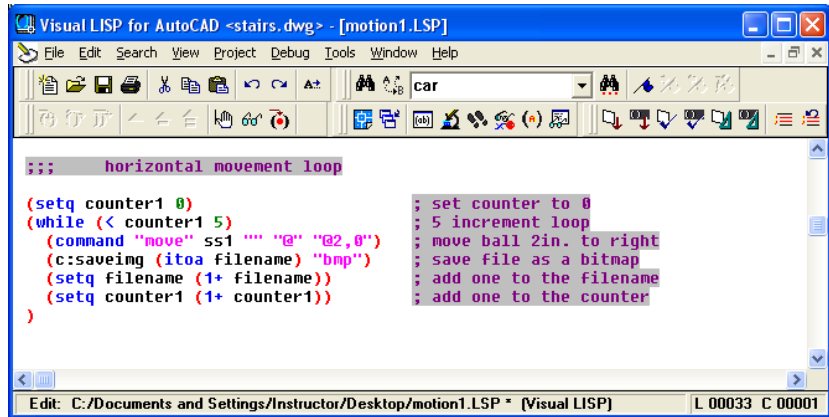 Visual LISP for AutoCAD <stairs.dwg> - [motion1.LSP]
File Edit Search View Project Debug Tools Window Help
car
;;; horizontal movement loop
(setq counter1 0) ; set counter to 0
(while (< counter1 5) ; 5 increment loop
(command "move" ss1 "" "@" "@2,0") ; move ball 2in. to right
(c:saveimg (itoa filename) "bmp") ; save file as a bitmap
(setq filename (1+ filename)) ; add one to the filename
(setq counter1 (1+ counter1)) ; add one to the counter
)
Edit: C:/Documents and Settings/Instructor/Desktop/motion1.LSP * (Visual LISP) L 00033 C 00001